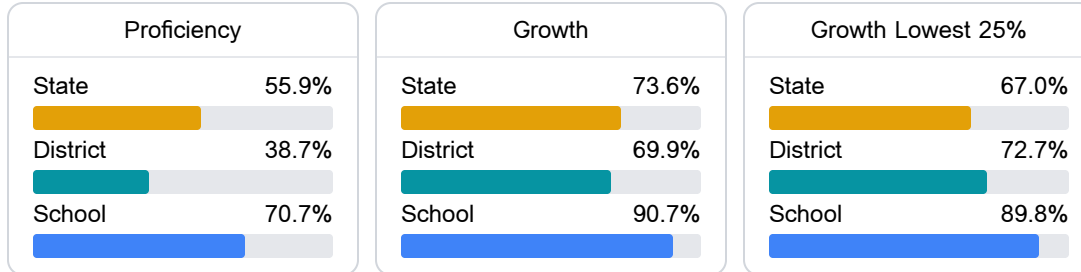 Proficiency
State 55.9%
District 38.7%
School 70.7%
Growth
State 73.6%
District 69.9%
School 90.7%
Growth Lowest 25%
State 67.0%
District 72.7%
School 89.8%